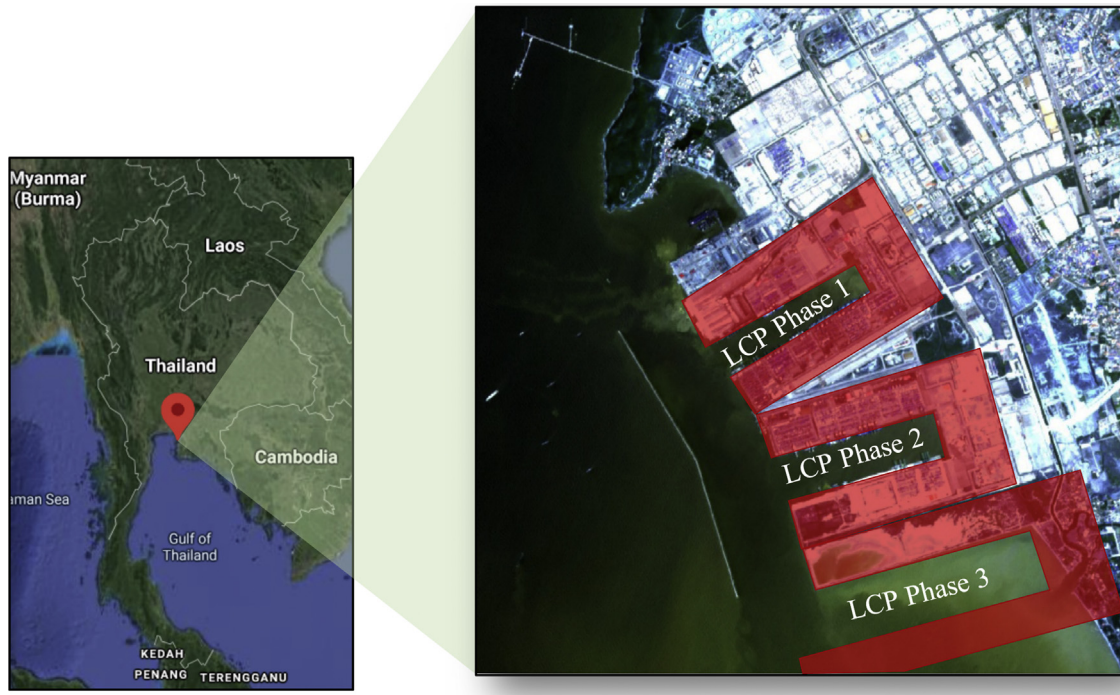 Myanmar
(Burma)
Laos
Thailand
Cambodia
aman Sea
Gulf of
Thailand
KEDAH
PENANG
TERENGGANU
LCP Phase 1
LCP Phase 2
LCP Phase 3